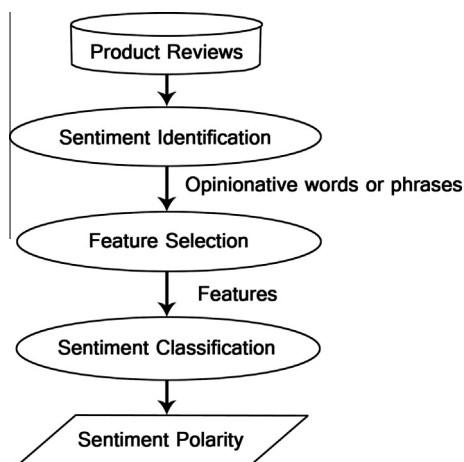 Product Reviews
Sentiment Identification
Opinionative words or phrases
Feature Selection
Features
Sentiment Classification
Sentiment Polarity